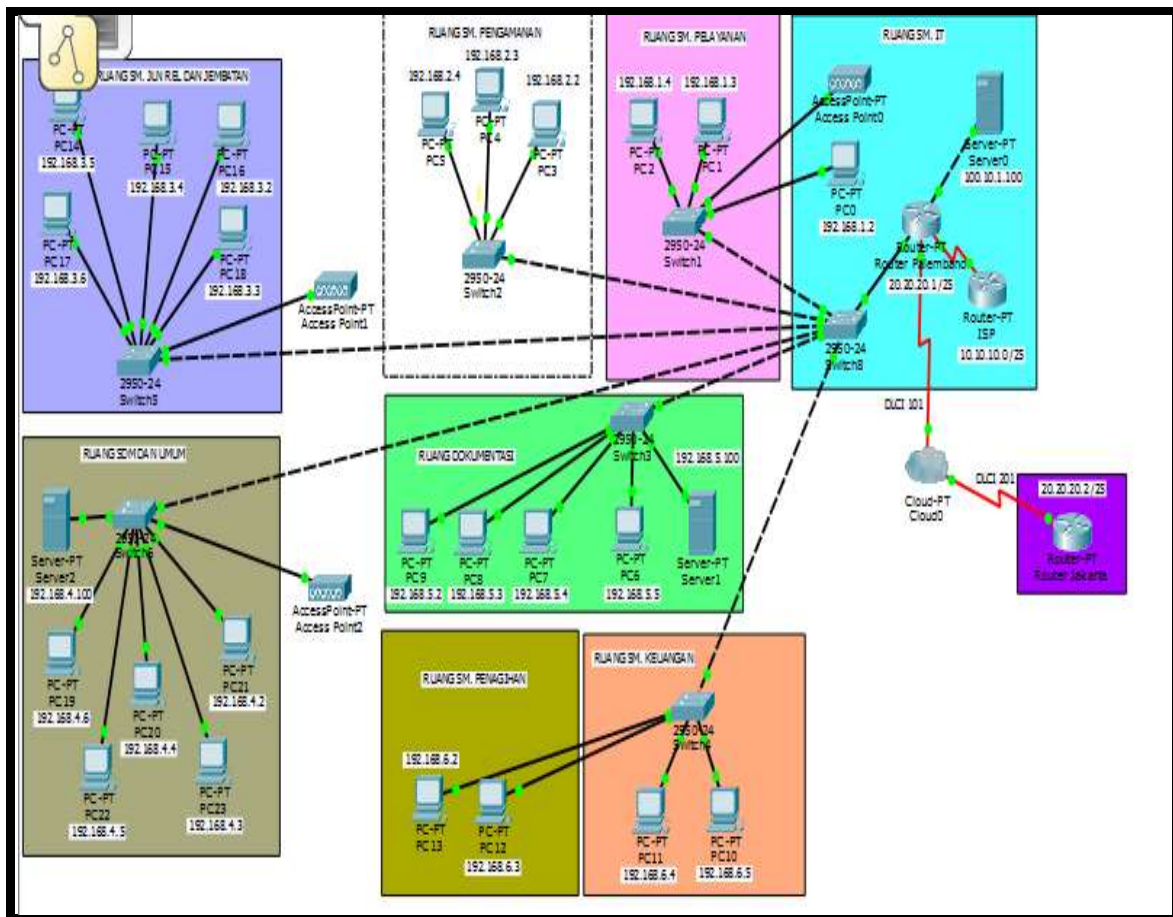 RUANG SM. JLN REL DAN JEMBATAN
PC-PT
PC14
192.168.3.5
PC-PT
PC15
192.168.3.4
PC-PT
PC16
192.168.3.2
PC-PT
PC17
192.168.3.6
PC-PT
PC18
192.168.3.3
AccessPoint-PT
Access Point1
2950-24
Switch5
RUANG SM. PENGAMANAN
192.168.2.3
192.168.2.4
192.168.2.2
PC-PT
PC5
PC-PT
PC4
PC-PT
PC3
2950-24
Switch2
RUANG SM. PELAYANAN
192.168.1.4
192.168.1.3
PC-PT
PC2
PC-PT
PC1
2950-24
Switch1
RUANG SM. IT
AccessPoint-PT
Access Point0
PC-PT
PC0
192.168.1.2
Server-PT
Server0
100.10.1.100
Router-PT
Router Palembang
20.20.20.1/25
Router-PT
ISP
10.10.10.0/25
2950-24
Switch8
DLCI 101
Cloud-PT
Cloud0
DLCI 201
20.20.20.2/25
Router-PT
Router Jakarta
RUANG SDM DAN UMUM
Server-PT
Server2
192.168.4.100
2950-24
Switch6
AccessPoint-PT
Access Point2
PC-PT
PC19
192.168.4.6
PC-PT
PC20
192.168.4.4
PC-PT
PC21
192.168.4.2
PC-PT
PC22
192.168.4.5
PC-PT
PC23
192.168.4.3
RUANG DOKUMENTASI
2950-24
Switch3
192.168.5.100
PC-PT
PC9
192.168.5.2
PC-PT
PC8
192.168.5.3
PC-PT
PC7
192.168.5.4
PC-PT
PC6
192.168.5.5
Server-PT
Server1
RUANG SM. PENAGIHAN
192.168.6.2
PC-PT
PC13
PC-PT
PC12
192.168.6.3
RUANG SM. KEUANGAN
2950-24
Switch4
PC-PT
PC11
192.168.6.4
PC-PT
PC10
192.168.6.5